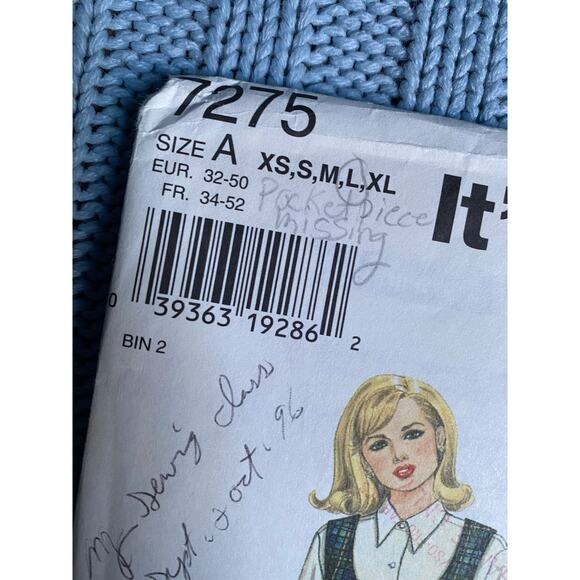 7275
SIZE A XS,S,M,L,XL
EUR. 32-50
FR. 34-52
Pocket piece
missing
It's
0 39363 19286 2
BIN 2
My Sewing Class
Sept. & Oct. '96